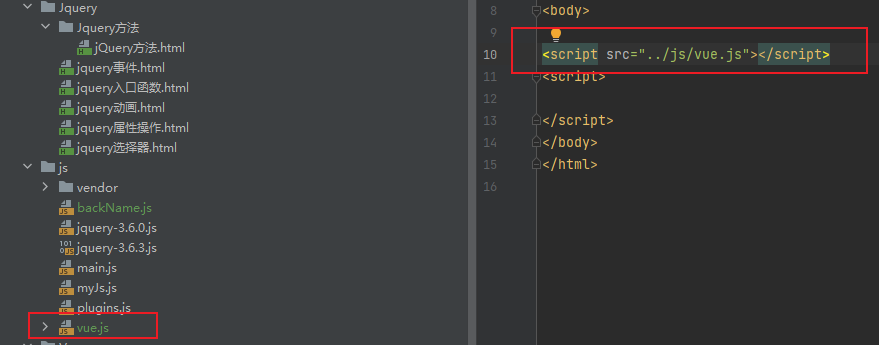 Jquery
Jquery方法
jQuery方法.html
jquery事件.html
jquery入口函数.html
jquery动画.html
jquery属性操作.html
jquery选择器.html
js
vendor
backName.js
jquery-3.6.0.js
jquery-3.6.3.js
main.js
myJs.js
plugins.js
vue.js
8 <body>
9
10 <script src="../js/vue.js"></script>
11 <script>
12
13 </script>
14 </body>
15 </html>
16